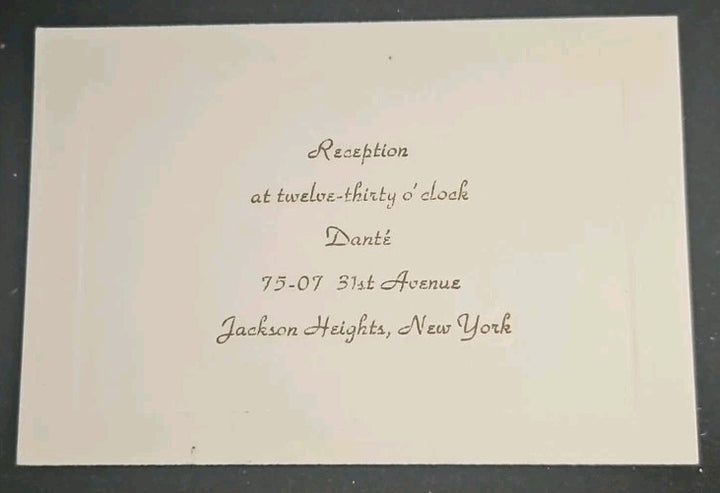 Reception
at twelve-thirty o'clock
Danté
75-07 31st Avenue
Jackson Heights, New York